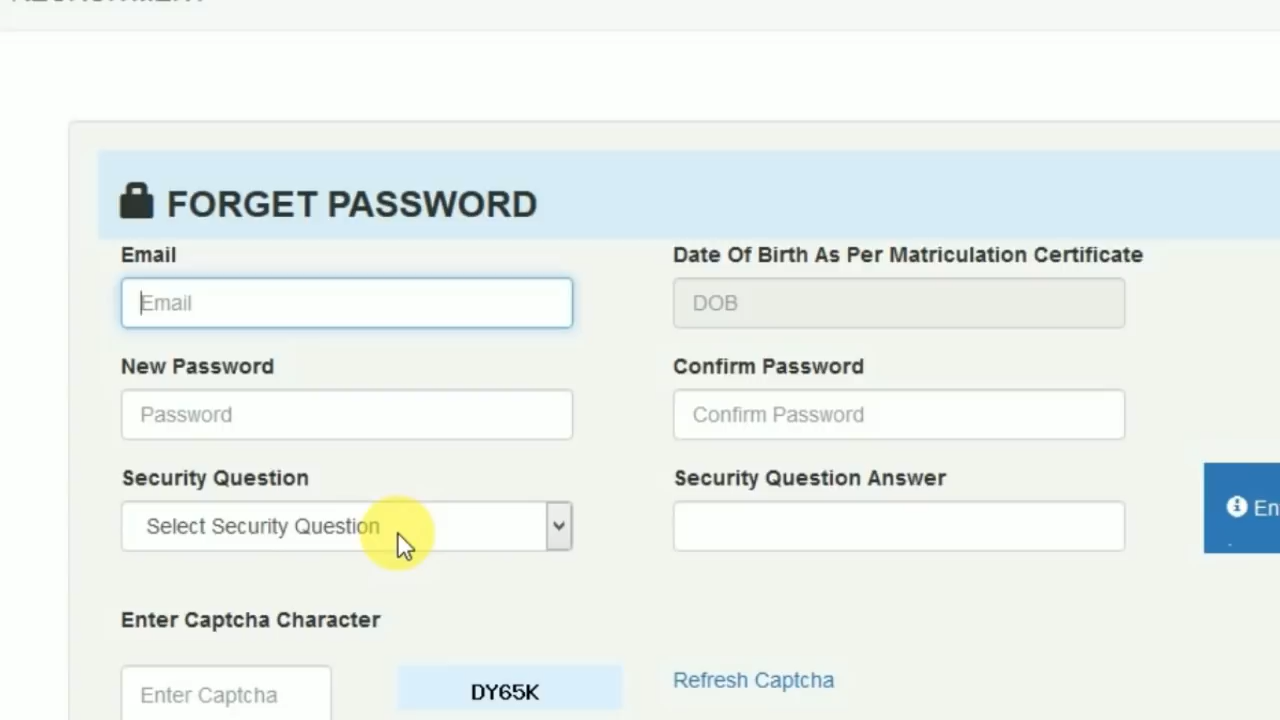 FORGET PASSWORD
Email
Date Of Birth As Per Matriculation Certificate
Email
DOB
New Password
Confirm Password
Password
Confirm Password
Security Question
Security Question Answer
Select Security Question
En
Enter Captcha Character
Enter Captcha
DY65K
Refresh Captcha